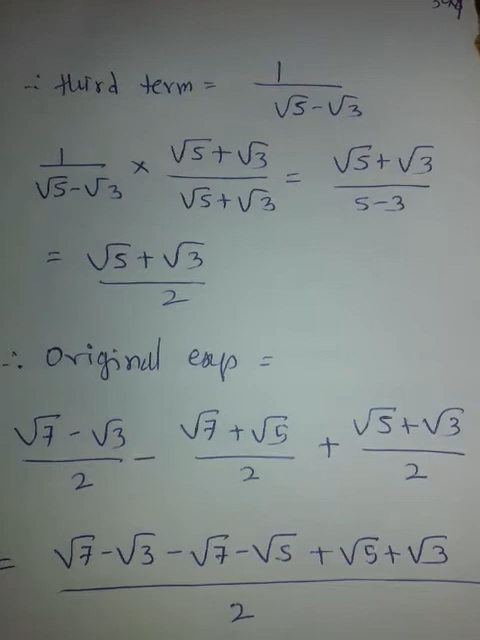 ∴ third term = 1/(√5-√3)
1/(√5-√3) × (√5+√3)/(√5+√3) = (√5+√3)/(5-3)
= (√5+√3)/2
∴ Original exp =
(√7-√3)/2 - (√7+√5)/2 + (√5+√3)/2
= (√7-√3-√7-√5+√5+√3)/2